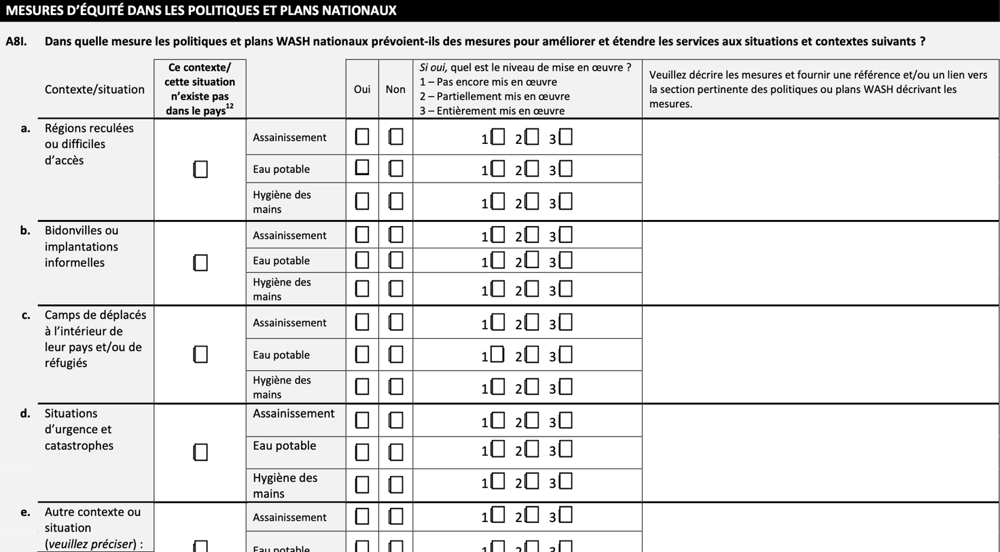 MESURES D’ÉQUITÉ DANS LES POLITIQUES ET PLANS NATIONAUX
A8I. Dans quelle mesure les politiques et plans WASH nationaux prévoient-ils des mesures pour améliorer et étendre les services aux situations et contextes suivants ?
Contexte/situation
Ce contexte/
cette situation
n’existe pas
dans le pays12
Oui
Non
Si oui, quel est le niveau de mise en œuvre ?
1 – Pas encore mis en œuvre
2 – Partiellement mis en œuvre
3 – Entièrement mis en œuvre
Veuillez décrire les mesures et fournir une référence et/ou un lien vers
la section pertinente des politiques ou plans WASH décrivant les
mesures.
a. Régions reculées
ou difficiles
d’accès
Assainissement
1 2 3
Eau potable
1 2 3
Hygiène des
mains
1 2 3
b. Bidonvilles ou
implantations
informelles
Assainissement
1 2 3
Eau potable
1 2 3
Hygiène des
mains
1 2 3
c. Camps de déplacés
à l’intérieur de
leur pays et/ou de
réfugiés
Assainissement
1 2 3
Eau potable
1 2 3
Hygiène des
mains
1 2 3
d. Situations
d’urgence et
catastrophes
Assainissement
1 2 3
Eau potable
1 2 3
Hygiène des
mains
1 2 3
e. Autre contexte ou
situation
(veuillez préciser) :
Assainissement
1 2 3
Eau potable
1 2 3